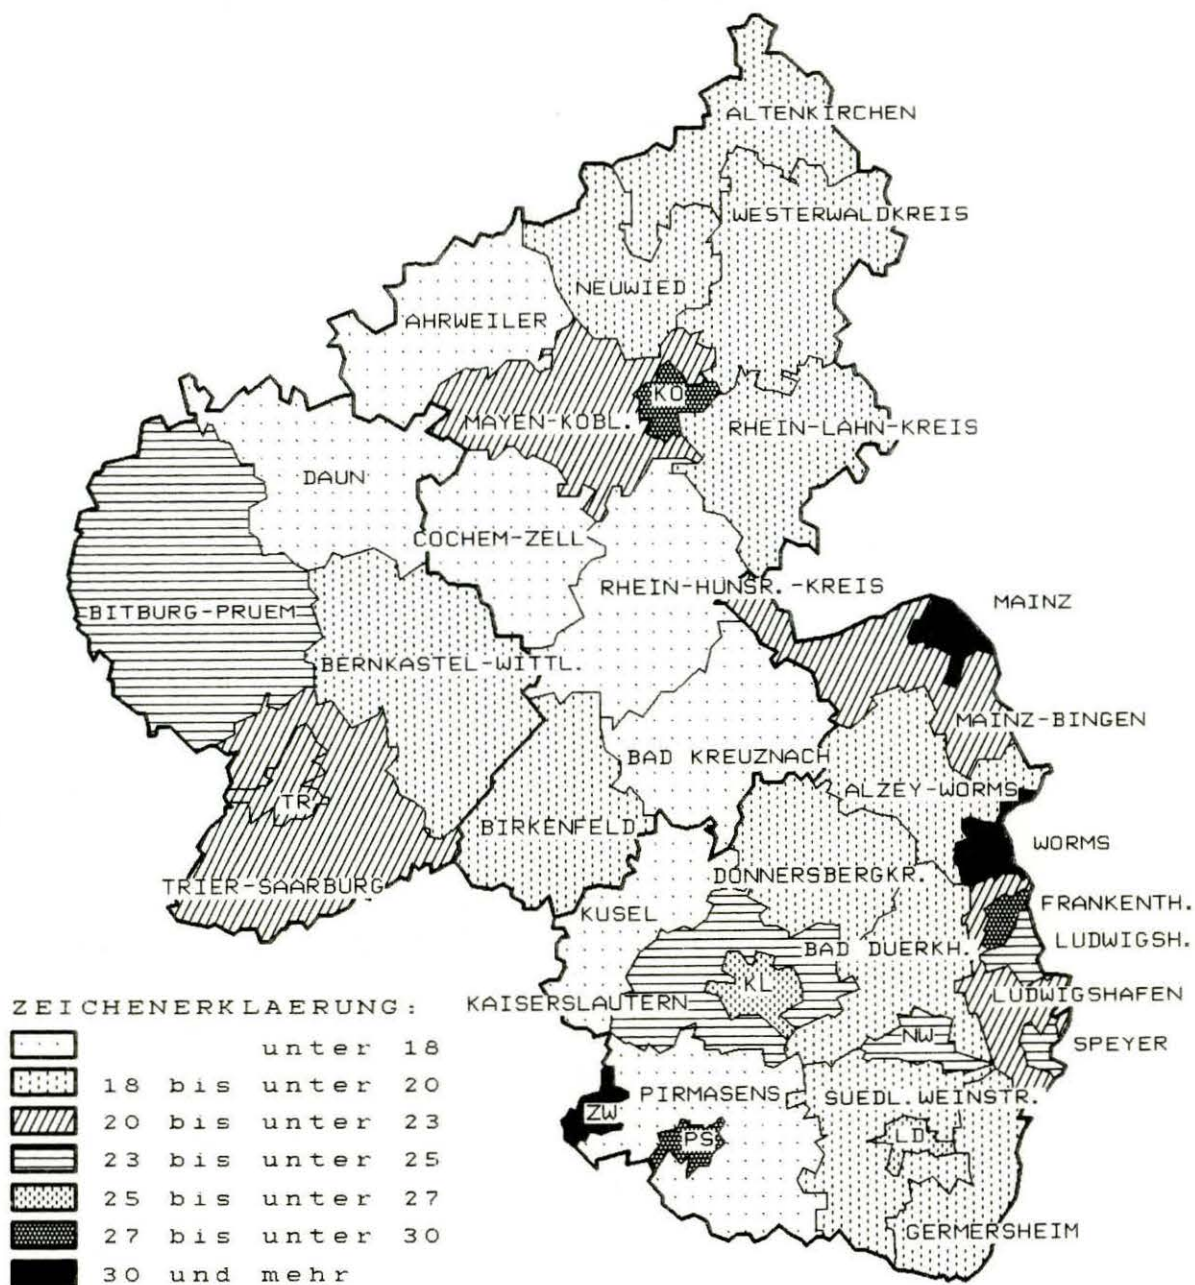 ALTENKIRCHEN
WESTERWALDKREIS
NEUWIED
AHRWEILER
KO
MAYEN-KOBL.
RHEIN-LAHN-KREIS
DAUN
COCHEM-ZELL
RHEIN-HUNSR.-KREIS
MAINZ
BITBURG-PRUEM
BERNKASTEL-WITTL.
MAINZ-BINGEN
BAD KREUZNACH
ALZEY-WORMS
TR
BIRKENFELD
WORMS
DONNERSBERGKR.
TRIER-SAARBURG
FRANKENTH.
KUSEL
LUDWIGSH.
BAD DUERKH.
KL
LUDWIGSHAFEN
KAISERSLAUTERN
NW
SPEYER
PIRMASENS
SUEDL.WEINSTR.
ZW
PS
LD
GERMERSHEIM
ZEICHENERKLAERUNG:
unter 18
18 bis unter 20
20 bis unter 23
23 bis unter 25
25 bis unter 27
27 bis unter 30
30 und mehr